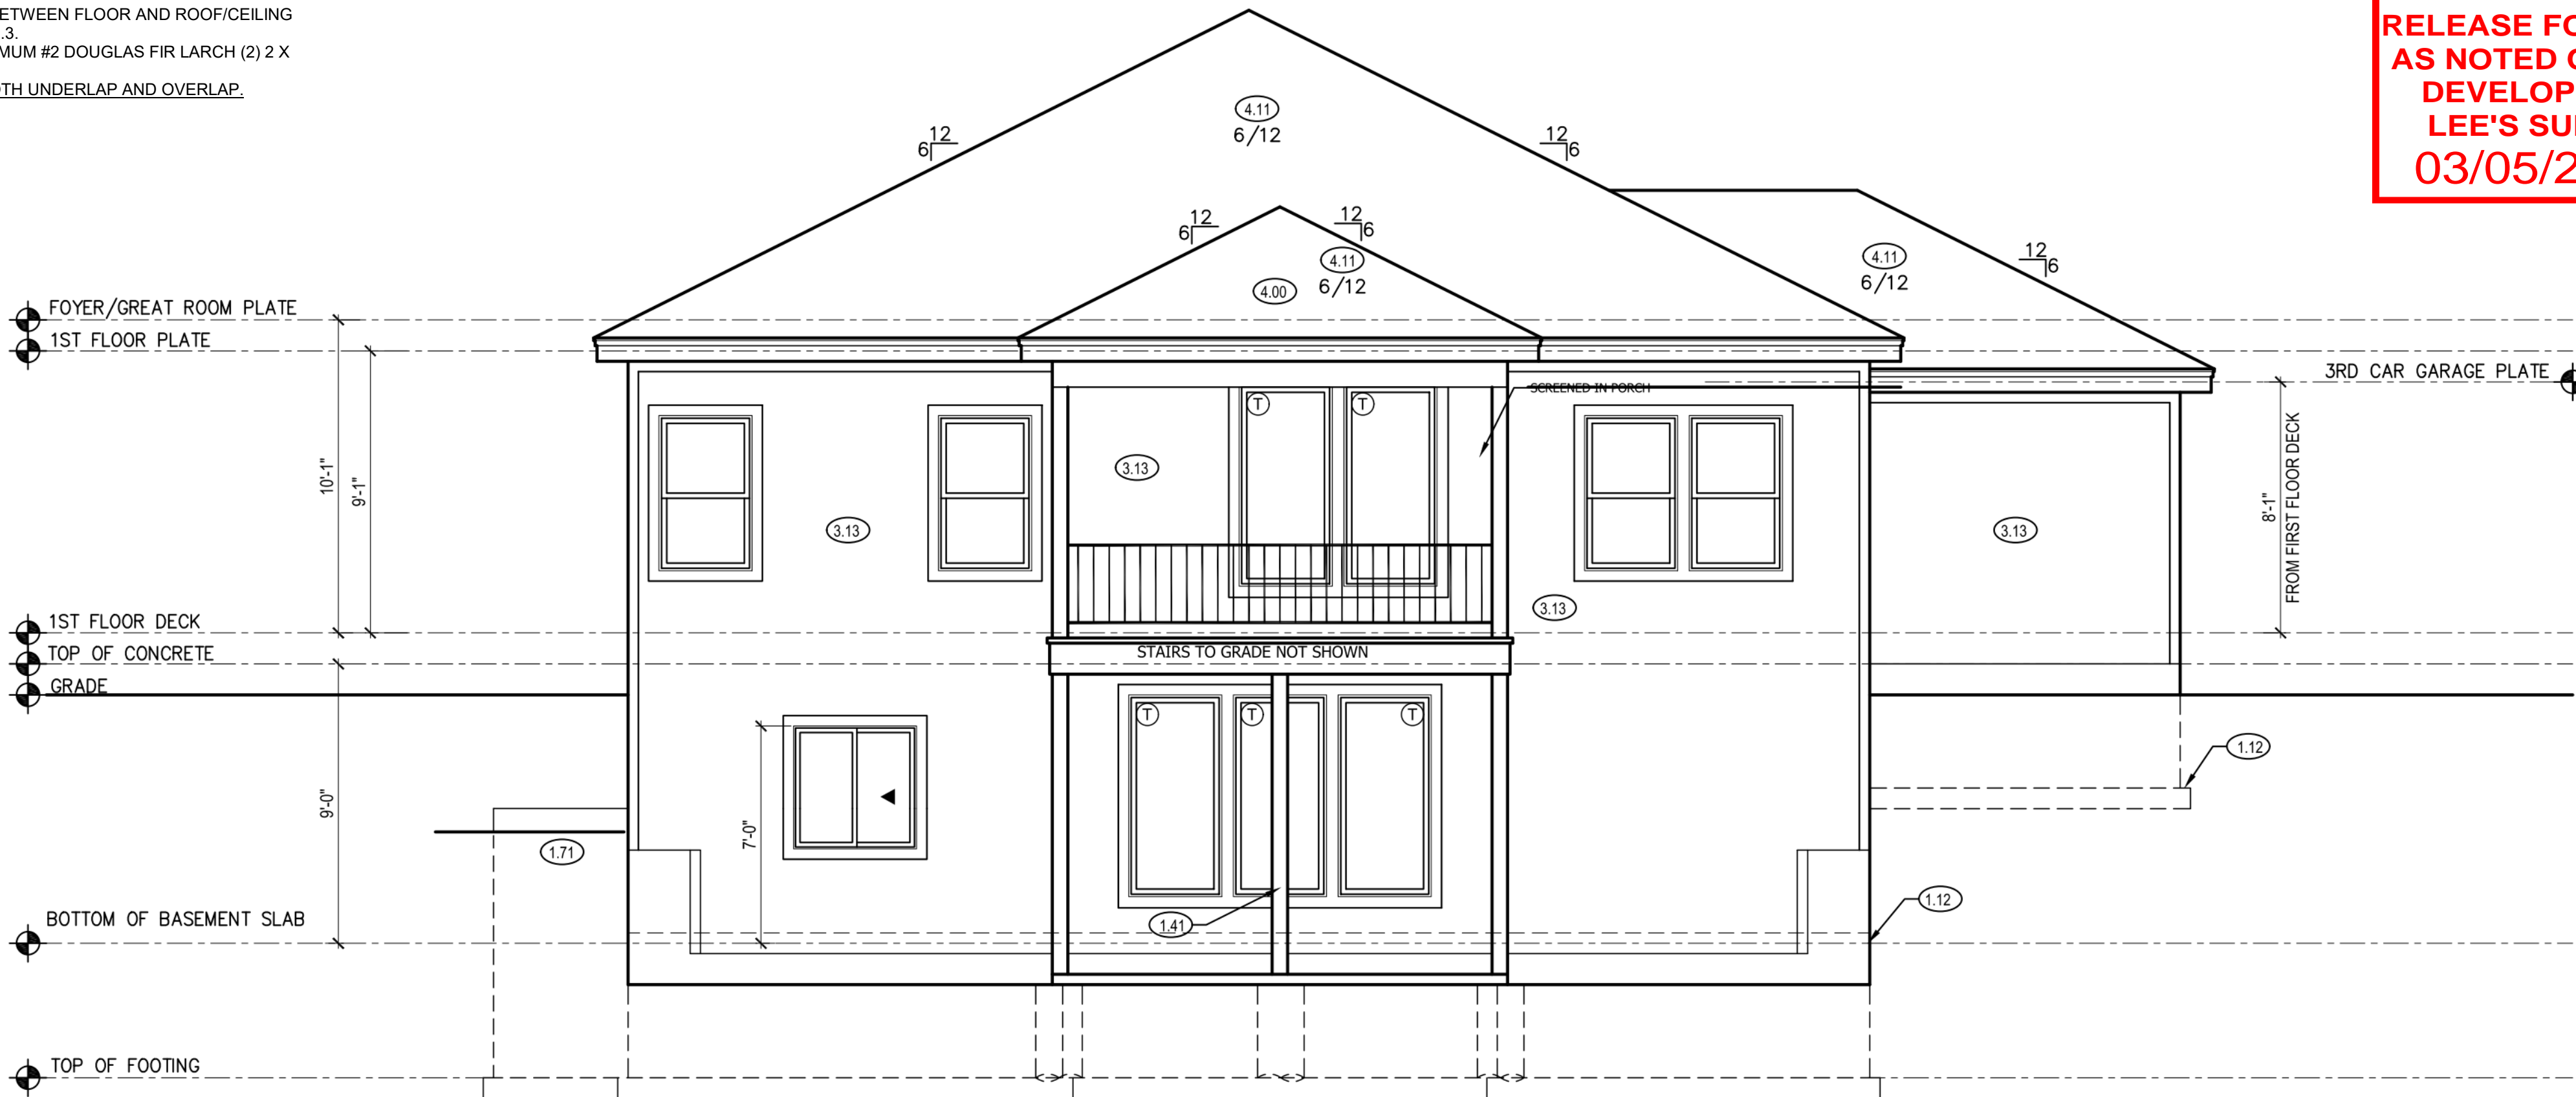 ETWEEN FLOOR AND ROOF/CEILING
.3.
MUM #2 DOUGLAS FIR LARCH (2) 2 X
TH UNDERLAP AND OVERLAP.
RELEASE FO
AS NOTED
DEVELOP
LEE'S SU
03/05/2
4.11
6/12
12
6
12
6
12
6
12
6
4.11
6/12
4.00
4.11
6/12
12
6
FOYER/GREAT ROOM PLATE
1ST FLOOR PLATE
3RD CAR GARAGE PLATE
SCREENED IN PORCH
T
T
10'-1"
9'-1"
3.13
3.13
3.13
3.13
8'-1"
FROM FIRST FLOOR DECK
1ST FLOOR DECK
TOP OF CONCRETE
STAIRS TO GRADE NOT SHOWN
GRADE
T
T
T
1.12
9'-0"
7'-0"
1.71
1.12
1.41
BOTTOM OF BASEMENT SLAB
TOP OF FOOTING